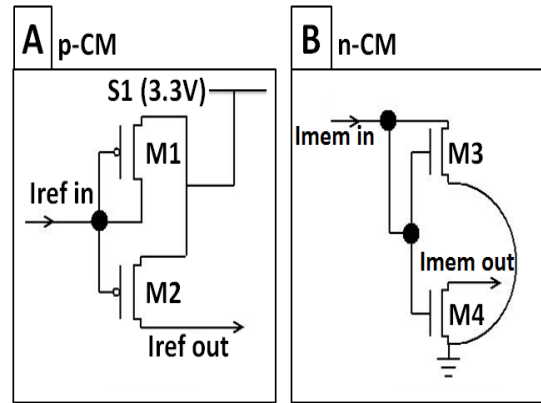 A p-CM
S1 (3.3V)
M1
Iref in
M2
Iref out
B n-CM
Imem in
M3
Imem out
M4